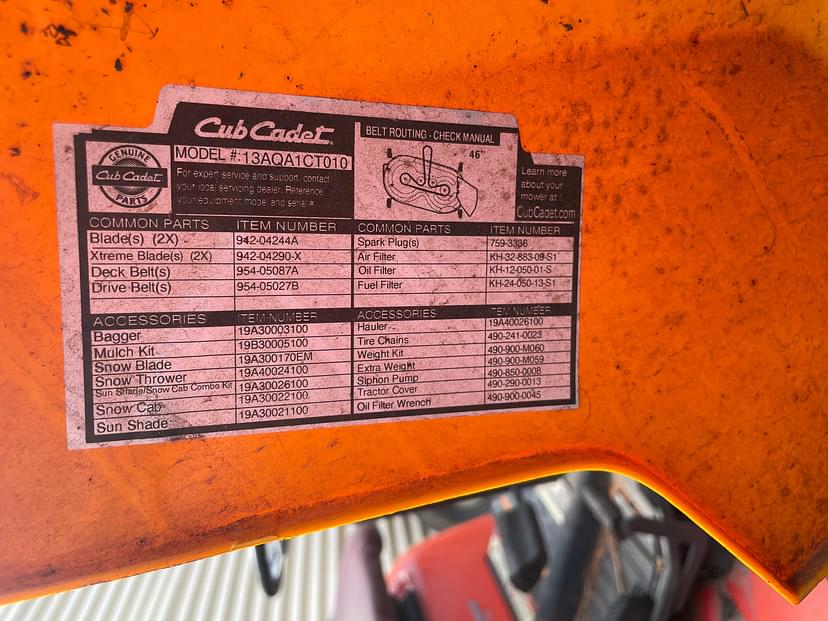 Cub Cadet
GENUINE
Cub Cadet
PARTS
MODEL #: 13AQA1CT010
For expert service and support, contact
your local servicing dealer. Reference
your equipment model and serial #.
BELT ROUTING - CHECK MANUAL
46"
Learn more
about your
mower at :
CubCadet.com
COMMON PARTS ITEM NUMBER
Blade(s) (2X) 942-04244A
Xtreme Blade(s) (2X) 942-04290-X
Deck Belt(s) 954-05087A
Drive Belt(s) 954-05027B
COMMON PARTS ITEM NUMBER
Spark Plug(s) 759-3336
Air Filter KH-32-883-09-S1
Oil Filter KH-12-050-01-S
Fuel Filter KH-24-050-13-S1
ACCESSORIES ITEM NUMBER
Bagger 19A30003100
Mulch Kit 19B30005100
Snow Blade 19A300170EM
Snow Thrower 19A40024100
Sun Shade/Snow Cab Combo Kit 19A30026100
Snow Cab 19A30022100
Sun Shade 19A30021100
ACCESSORIES ITEM NUMBER
Hauler 19A40026100
Tire Chains 490-241-0023
Weight Kit 490-900-M060
Extra Weight 490-900-M059
Siphon Pump 490-850-0008
Tractor Cover 490-290-0013
Oil Filter Wrench 490-900-0045